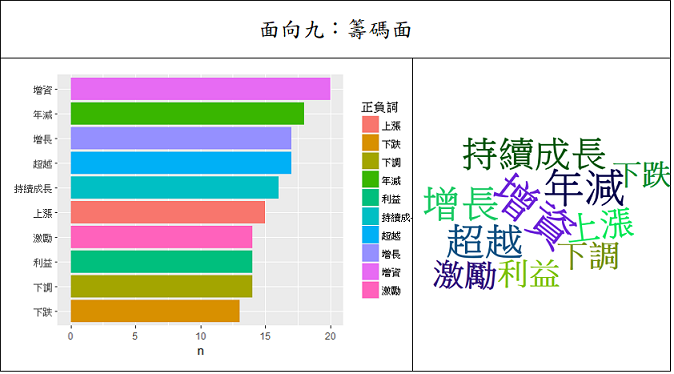 面向九：籌碼面
增資
年減
增長
超越
持續成長
上漲
激勵
利益
下調
下跌
0
5
10
15
20
n
正負詞
上漲
下跌
下調
年減
利益
持續成
超越
增長
增資
激勵
持續成長
下跌
年減
增資
增長
上漲
超越
下調
激勵
利益